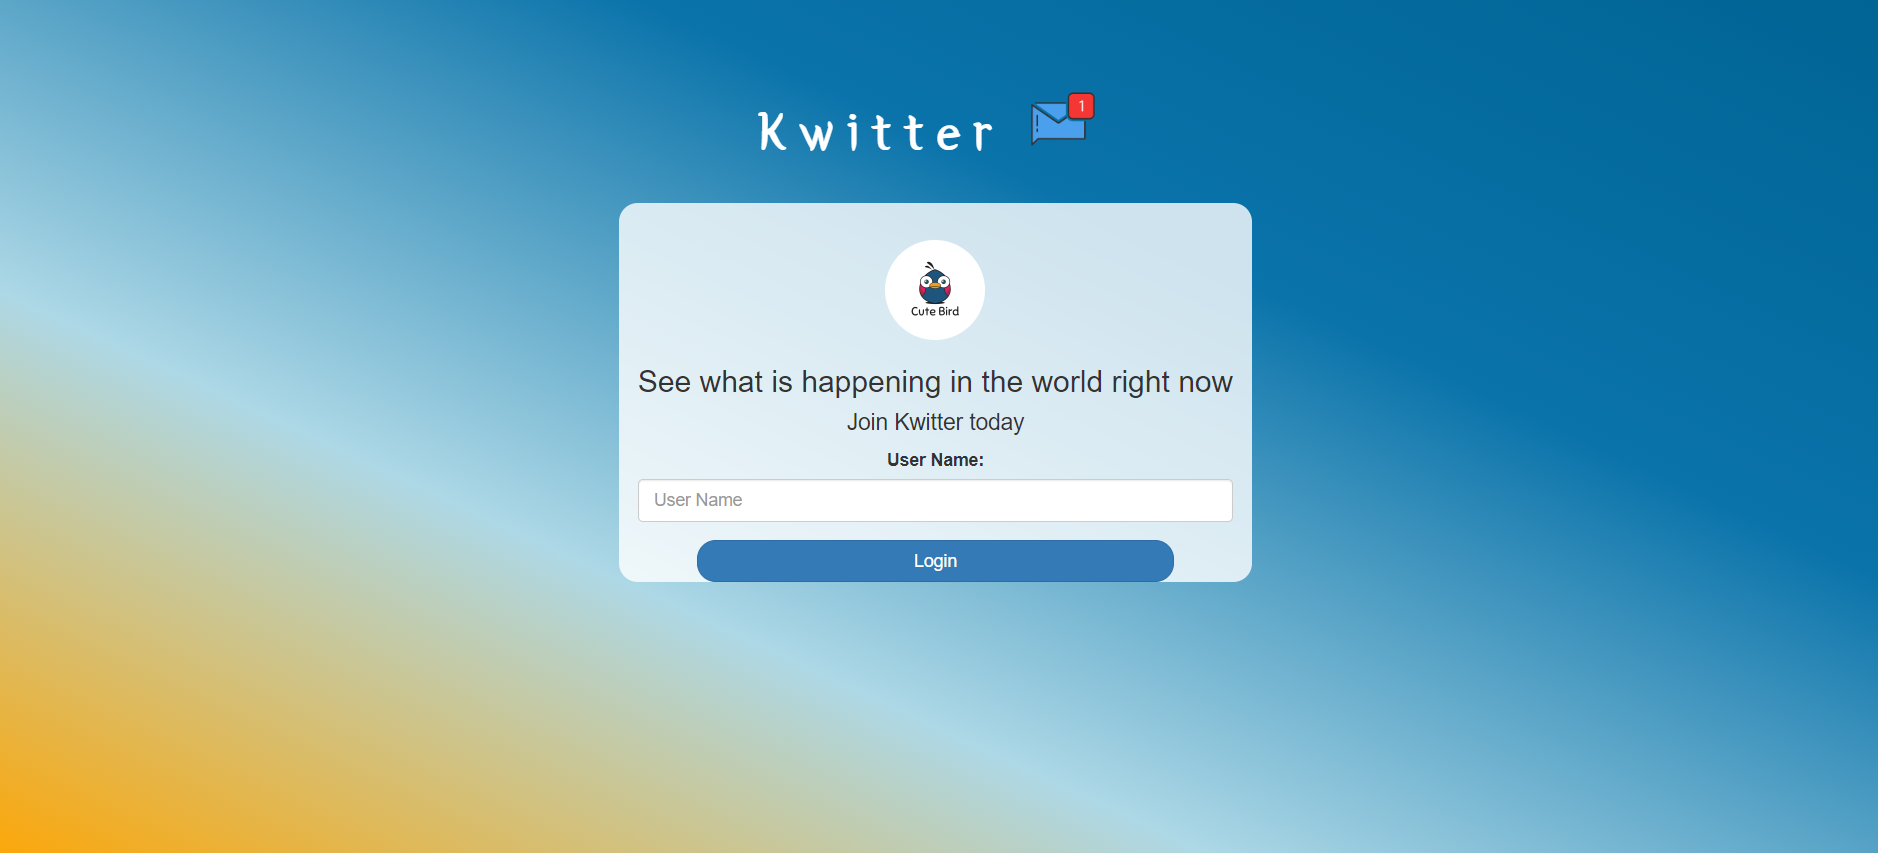 Kwitter
1
Cute Bird
See what is happening in the world right now
Join Kwitter today
User Name:
User Name
Login